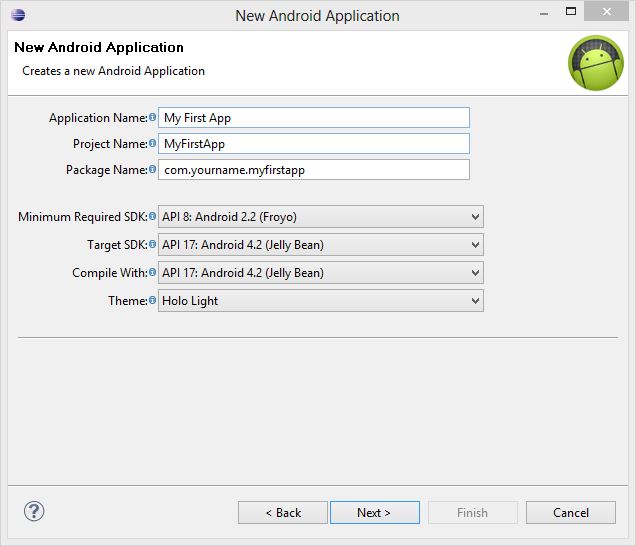 New Android Application
New Android Application
Creates a new Android Application
Application Name: My First App
Project Name: MyFirstApp
Package Name: com.yourname.myfirstapp
Minimum Required SDK: API 8: Android 2.2 (Froyo)
Target SDK: API 17: Android 4.2 (Jelly Bean)
Compile With: API 17: Android 4.2 (Jelly Bean)
Theme: Holo Light
< Back Next > Finish Cancel